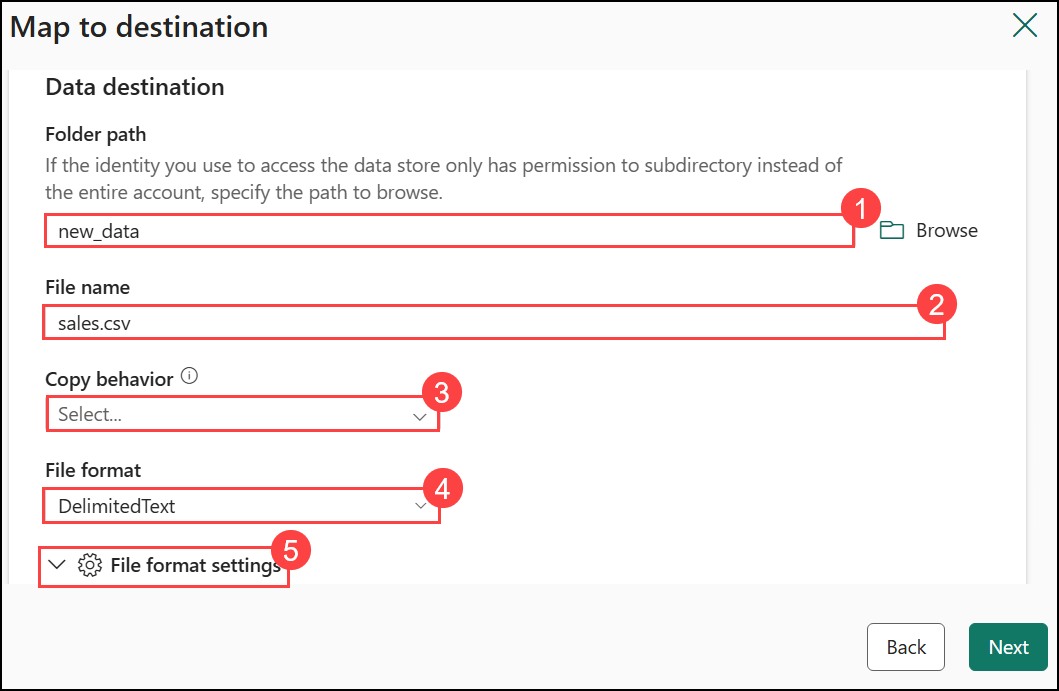 Map to destination
Data destination
Folder path
If the identity you use to access the data store only has permission to subdirectory instead of
the entire account, specify the path to browse.
1
new_data
Browse
File name
2
sales.csv
Copy behavior
3
Select...
File format
4
DelimitedText
5
File format settings
Back
Next